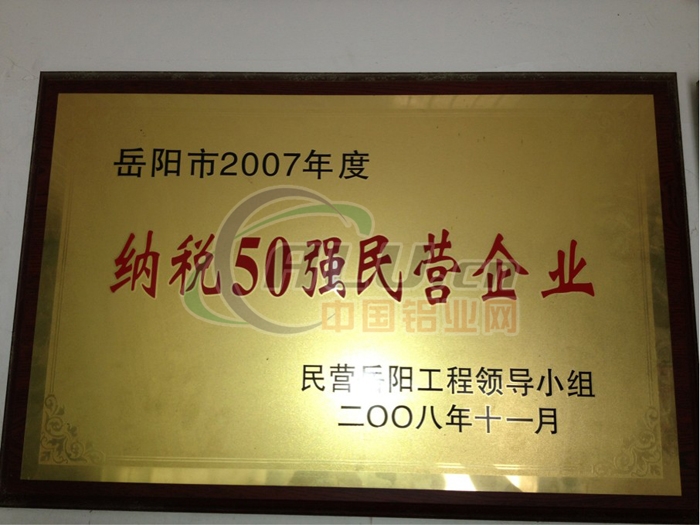 岳阳市2007年度
纳税50强民营企业
中国铝业网
民营岳阳工程领导小组
二〇〇八年十一月